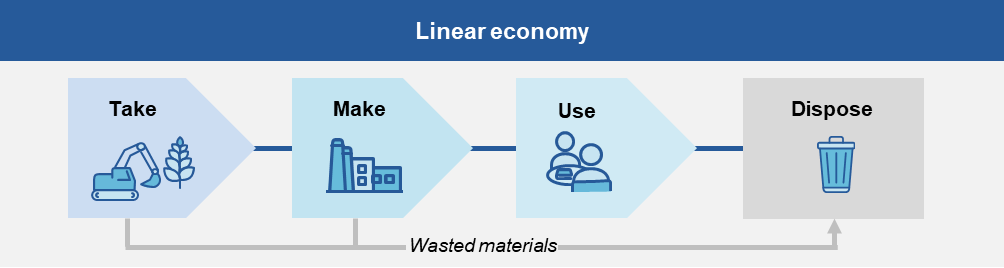 Linear economy
Take
Make
Use
Dispose
Wasted materials